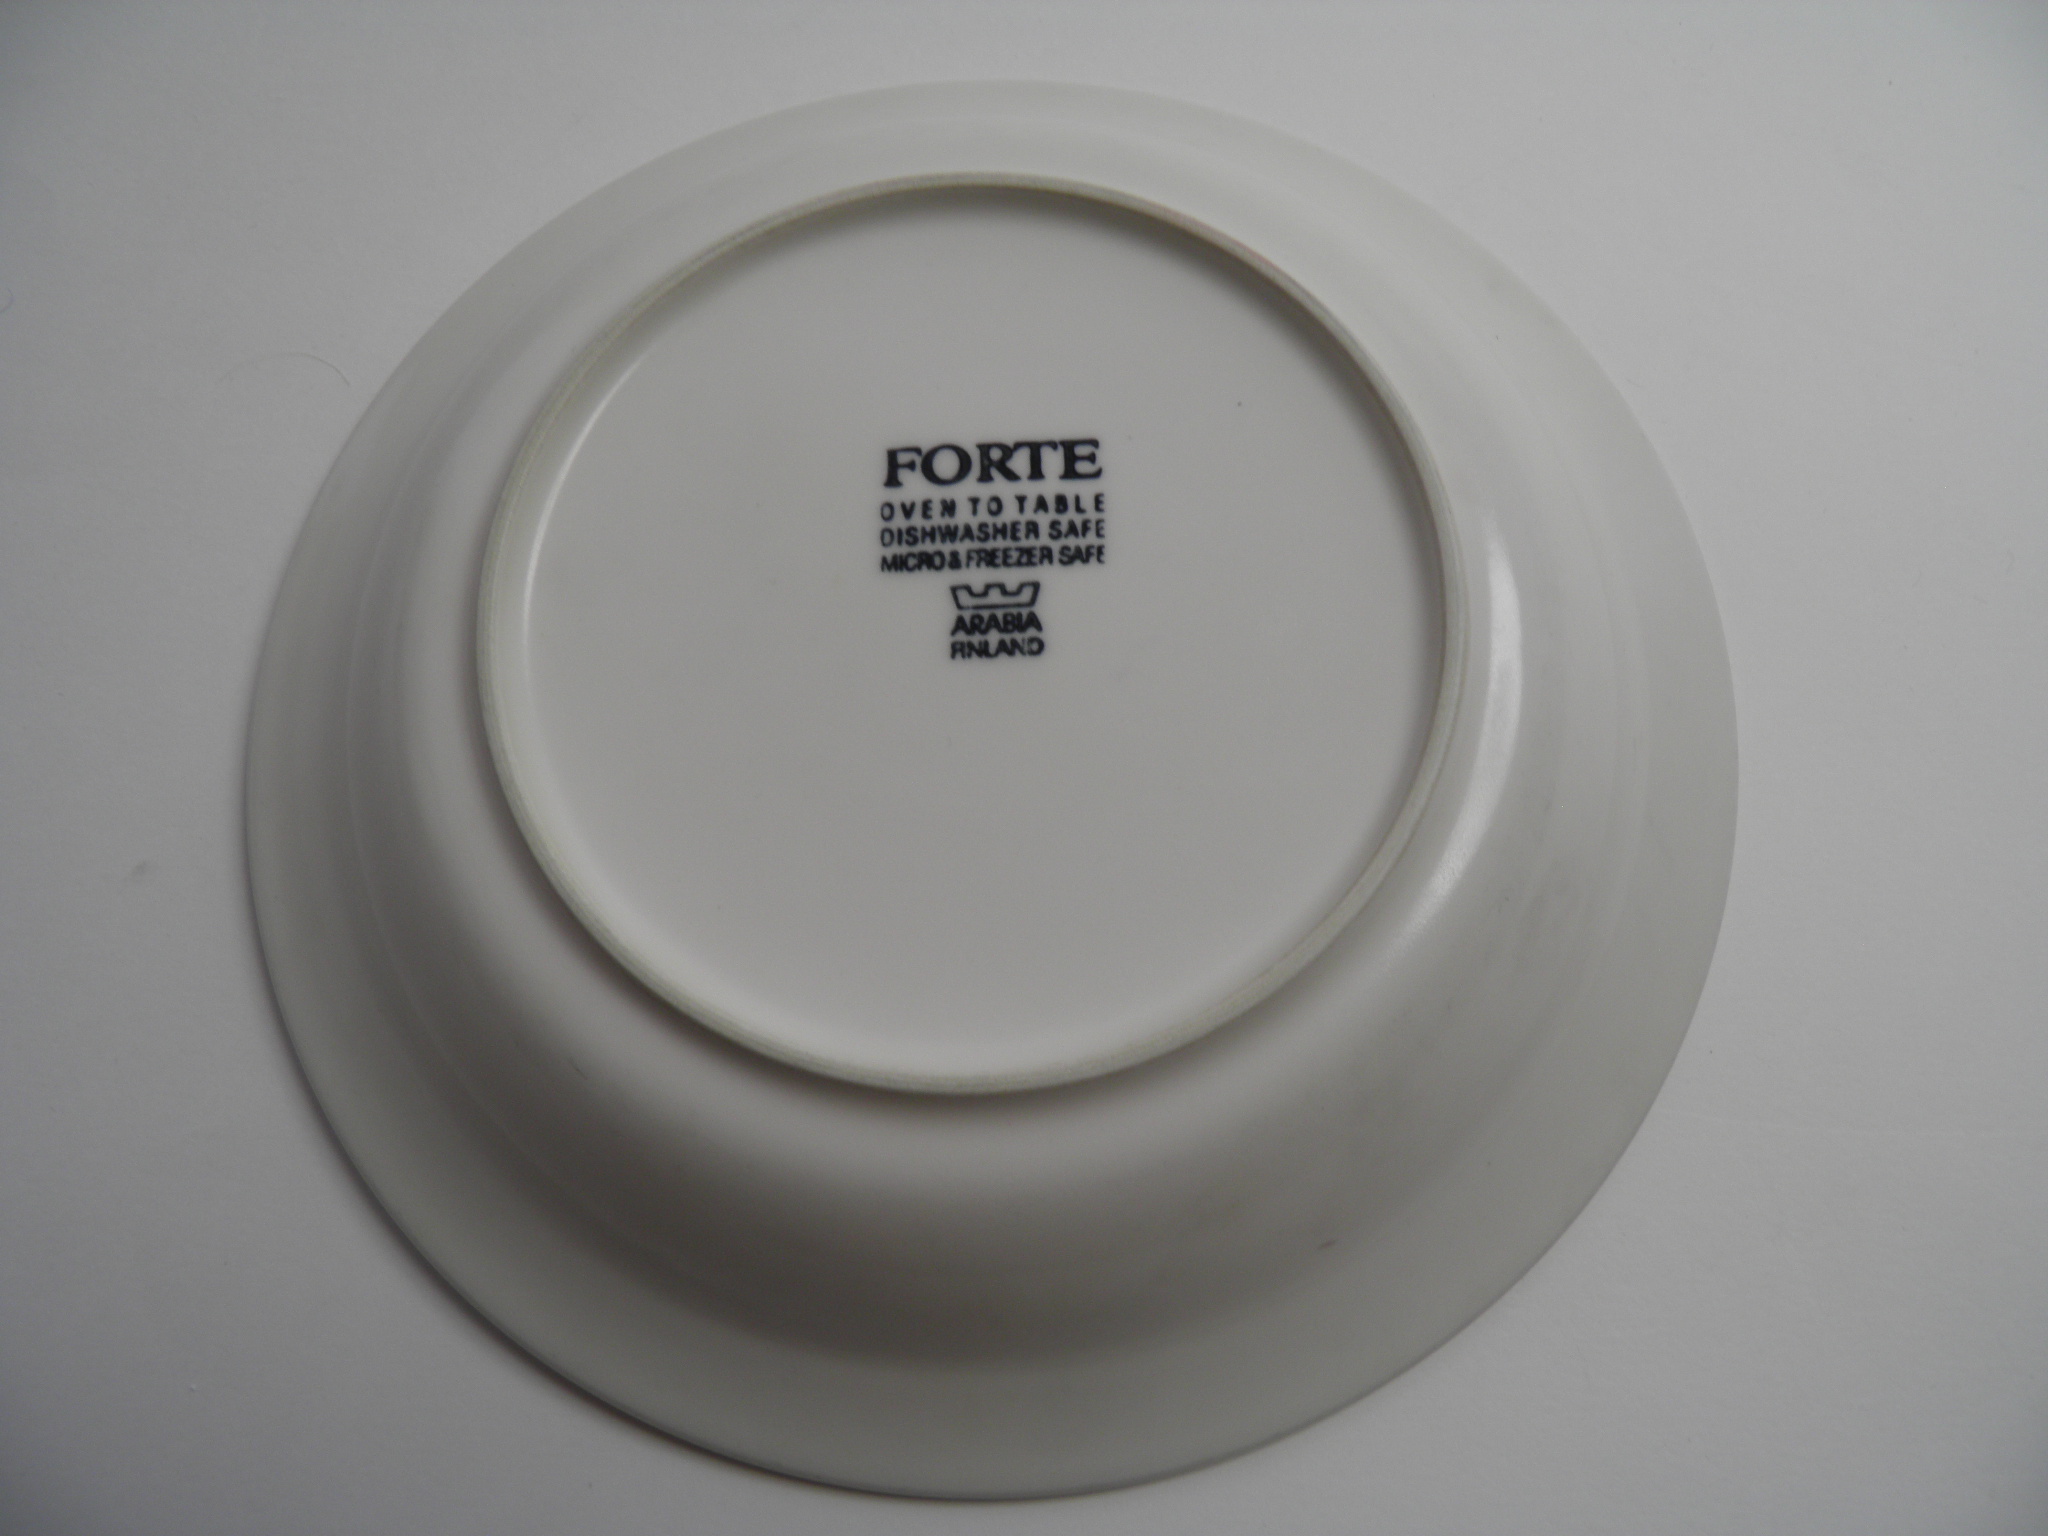 FORTE
OVEN TO TABLE
DISHWASHER SAFE
MICRO & FREEZER SAFE
ARABIA
FINLAND